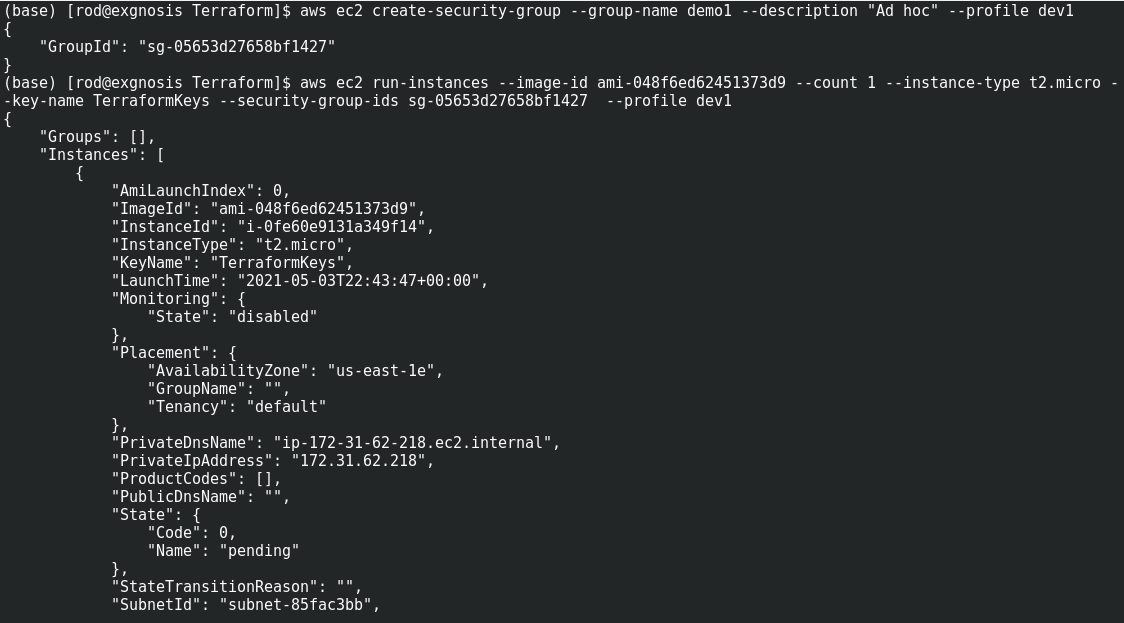 (base) [rod@exgnosis Terraform]$ aws ec2 create-security-group --group-name demo1 --description "Ad hoc" --profile dev1
{
    "GroupId": "sg-05653d27658bf1427"
}
(base) [rod@exgnosis Terraform]$ aws ec2 run-instances --image-id ami-048f6ed62451373d9 --count 1 --instance-type t2.micro -
-key-name TerraformKeys --security-group-ids sg-05653d27658bf1427  --profile dev1
{
    "Groups": [],
    "Instances": [
        {
            "AmiLaunchIndex": 0,
            "ImageId": "ami-048f6ed62451373d9",
            "InstanceId": "i-0fe60e9131a349f14",
            "InstanceType": "t2.micro",
            "KeyName": "TerraformKeys",
            "LaunchTime": "2021-05-03T22:43:47+00:00",
            "Monitoring": {
                "State": "disabled"
            },
            "Placement": {
                "AvailabilityZone": "us-east-1e",
                "GroupName": "",
                "Tenancy": "default"
            },
            "PrivateDnsName": "ip-172-31-62-218.ec2.internal",
            "PrivateIpAddress": "172.31.62.218",
            "ProductCodes": [],
            "PublicDnsName": "",
            "State": {
                "Code": 0,
                "Name": "pending"
            },
            "StateTransitionReason": "",
            "SubnetId": "subnet-85fac3bb",